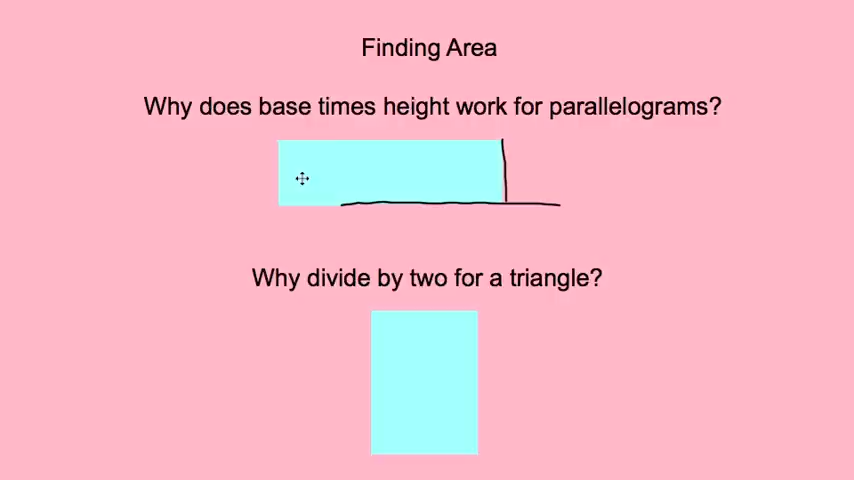 Finding Area
Why does base times height work for parallelograms?
Why divide by two for a triangle?